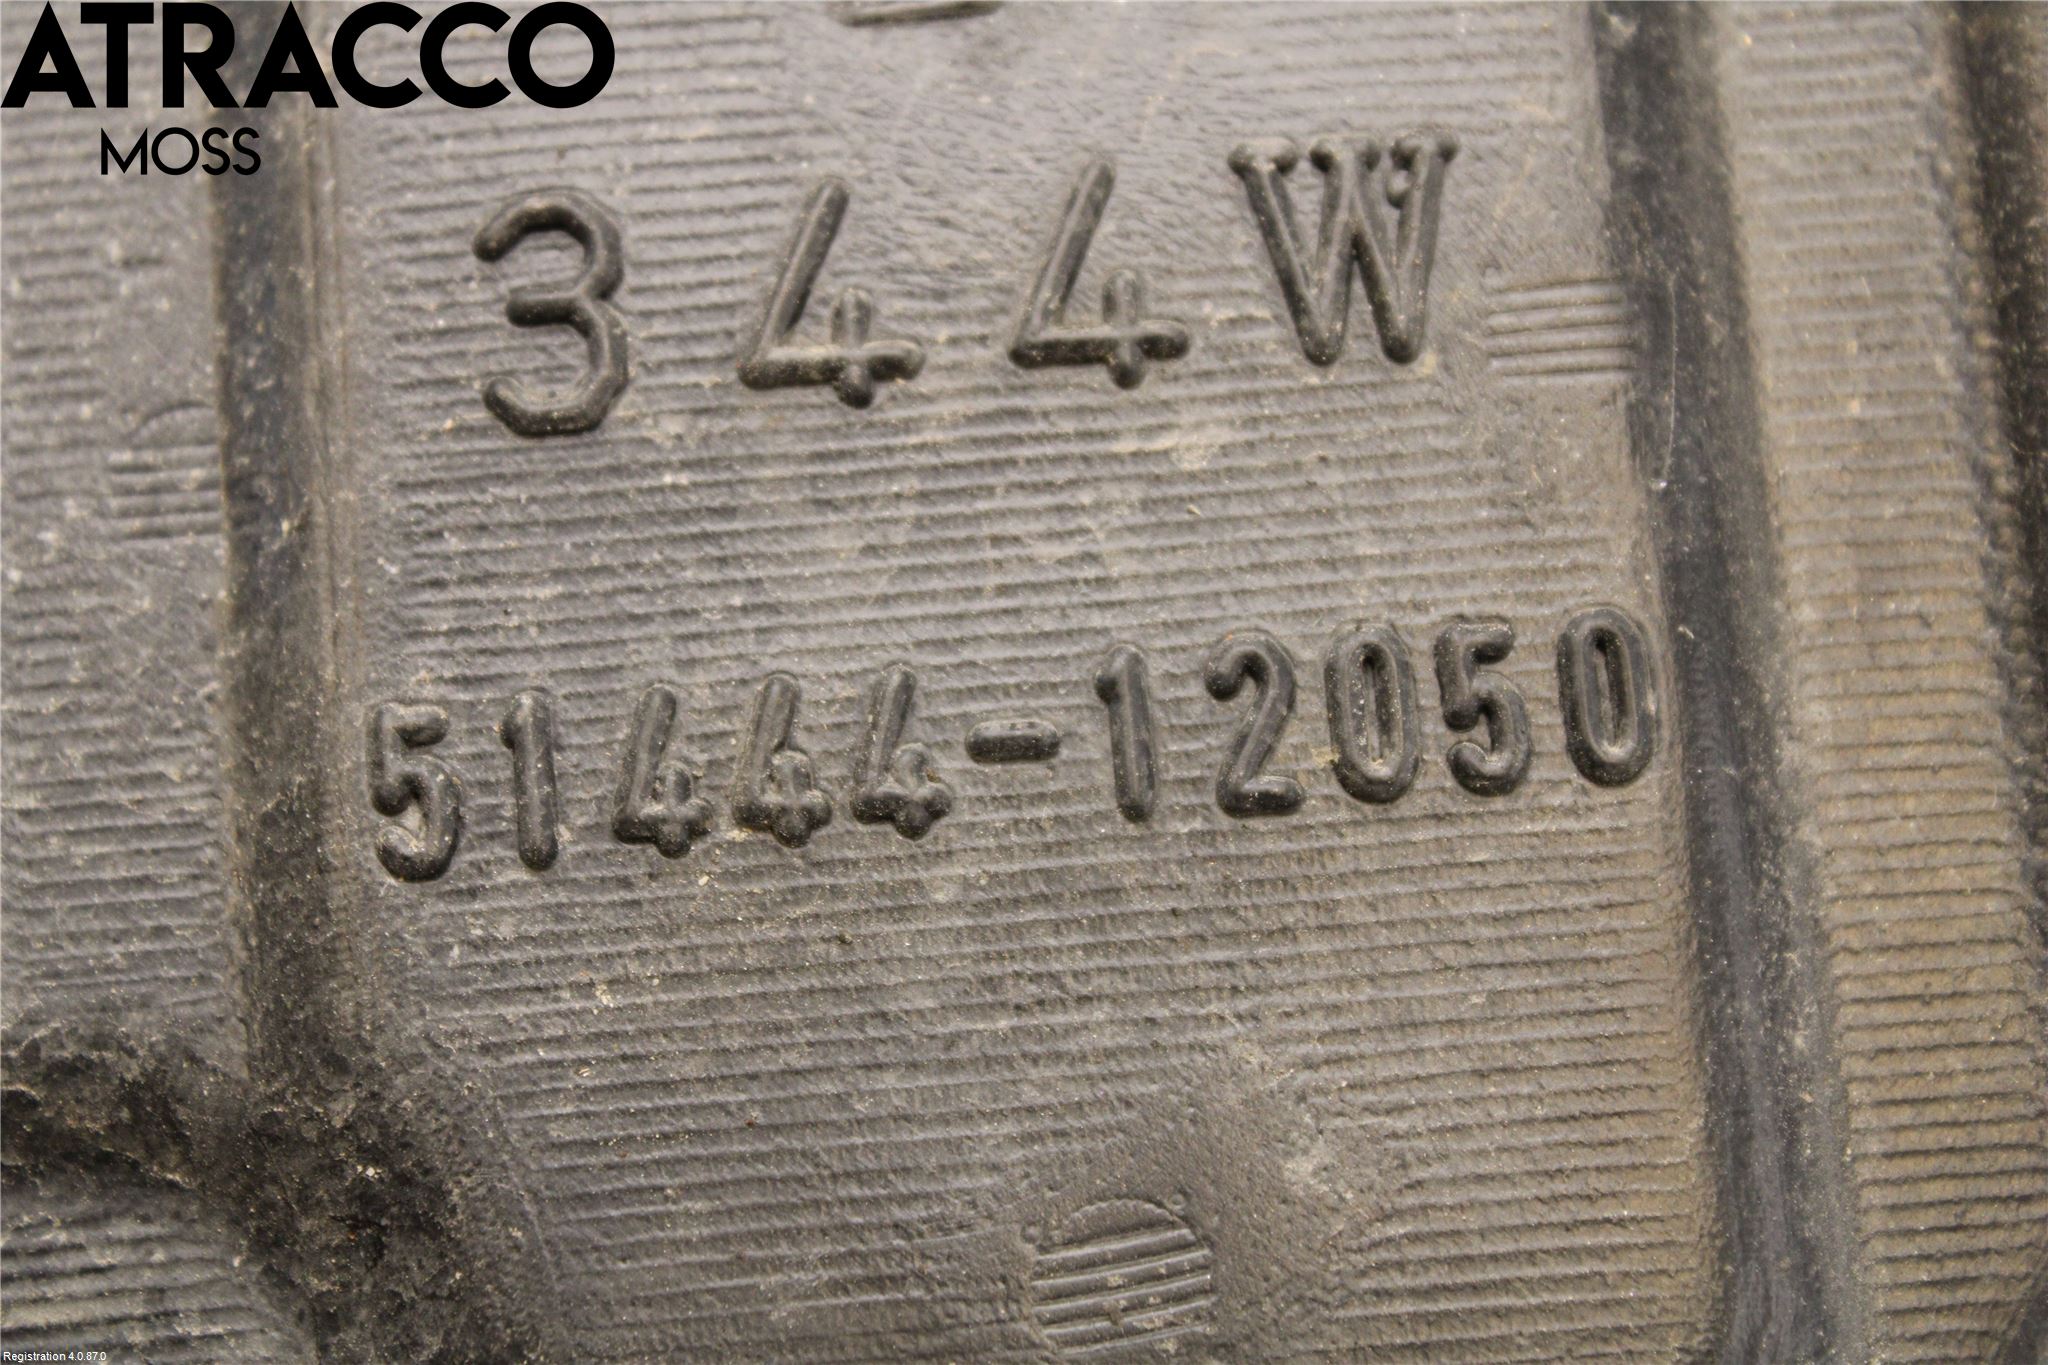 ATRACCO
MOSS
344W
51444-12050
Registration 4.0.87.0